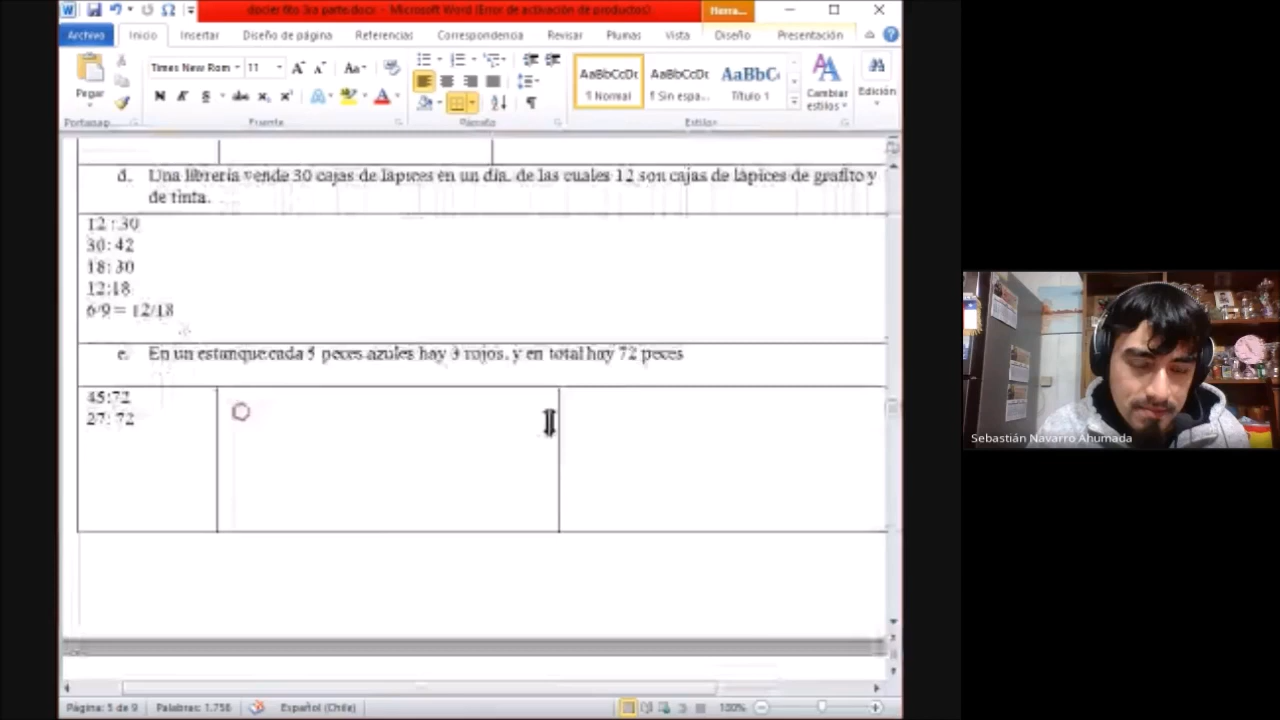 docier 6to 3ra parte.docx - Microsoft Word (Error de activación de productos)
Herra...
Archivo Inicio Insertar Diseño de página Referencias Correspondencia Revisar Plumas Vista Diseño Presentación
Pegar
Times New Rom 11
N K S abc
AaBbCcDc AaBbCcDc AaBbC
¶ Normal ¶ Sin espa... Título 1
Cambiar estilos
Edición
Portapap Fuente Párrafo Estilos
d. Una librería vende 30 cajas de lápices en un día, de las cuales 12 son cajas de lápices de grafito y
de tinta.
12 : 30
30: 42
18: 30
12:18
6/9 = 12/18
e. En un estanque cada 5 peces azules hay 3 rojos, y en total hay 72 peces
45:72
27: 72
Sebastián Navarro Ahumada
Página: 5 de 9 Palabras: 1.756 Español (Chile) 100%